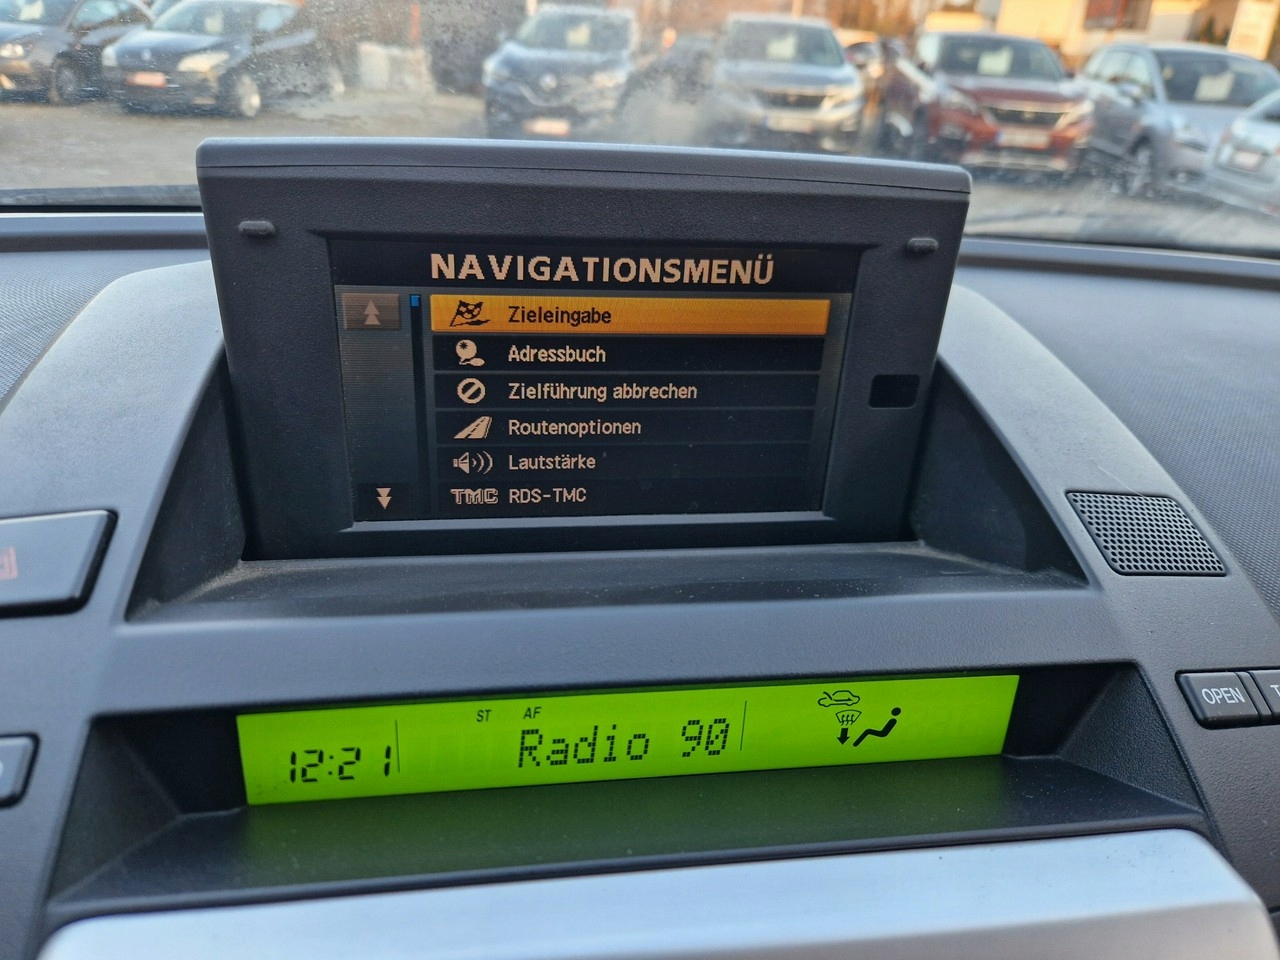 NAVIGATIONSMENÜ
Zieleingabe
Adressbuch
Zielführung abbrechen
Routenoptionen
Lautstärke
TMC RDS-TMC
OPEN
ST AF
12:21 Radio 90